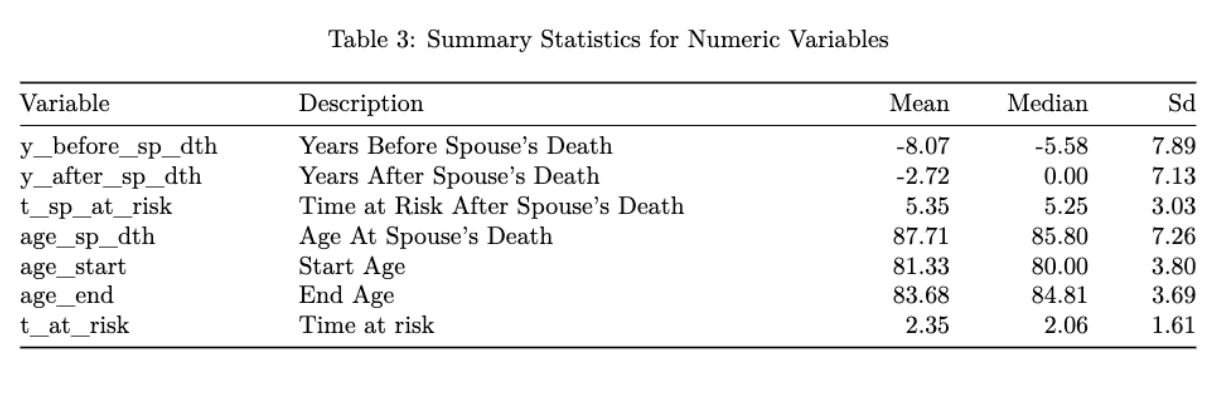 Table 3: Summary Statistics for Numeric Variables
Variable Description Mean Median Sd
y_before_sp_dth Years Before Spouse's Death -8.07 -5.58 7.89
y_after_sp_dth Years After Spouse's Death -2.72 0.00 7.13
t_sp_at_risk Time at Risk After Spouse's Death 5.35 5.25 3.03
age_sp_dth Age At Spouse's Death 87.71 85.80 7.26
age_start Start Age 81.33 80.00 3.80
age_end End Age 83.68 84.81 3.69
t_at_risk Time at risk 2.35 2.06 1.61